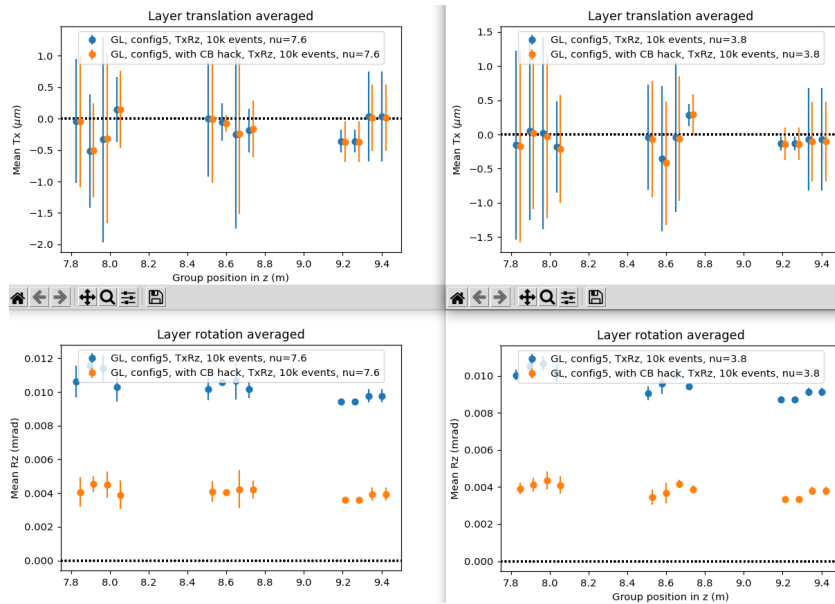 Layer translation averaged
GL, config5, TxRz, 10k events, nu=7.6
GL, config5, with CB hack, TxRz, 10k events, nu=7.6
Mean Tx (μm)
1.0
0.5
0.0
−0.5
−1.0
−1.5
−2.0
7.8 8.0 8.2 8.4 8.6 8.8 9.0 9.2 9.4
Group position in z (m)
Layer translation averaged
GL, config5, TxRz, 10k events, nu=3.8
GL, config5, with CB hack, TxRz, 10k events, nu=3.8
Mean Tx (μm)
1.5
1.0
0.5
0.0
−0.5
−1.0
−1.5
7.8 8.0 8.2 8.4 8.6 8.8 9.0 9.2 9.4
Group position in z (m)
Layer rotation averaged
GL, config5, TxRz, 10k events, nu=7.6
GL, config5, with CB hack, TxRz, 10k events, nu=7.6
Mean Rz (mrad)
0.012
0.010
0.008
0.006
0.004
0.002
0.000
7.8 8.0 8.2 8.4 8.6 8.8 9.0 9.2 9.4
Layer rotation averaged
GL, config5, TxRz, 10k events, nu=3.8
GL, config5, with CB hack, TxRz, 10k events, nu=3.8
Mean Rz (mrad)
0.010
0.008
0.006
0.004
0.002
0.000
7.8 8.0 8.2 8.4 8.6 8.8 9.0 9.2 9.4
Group position in z (m)